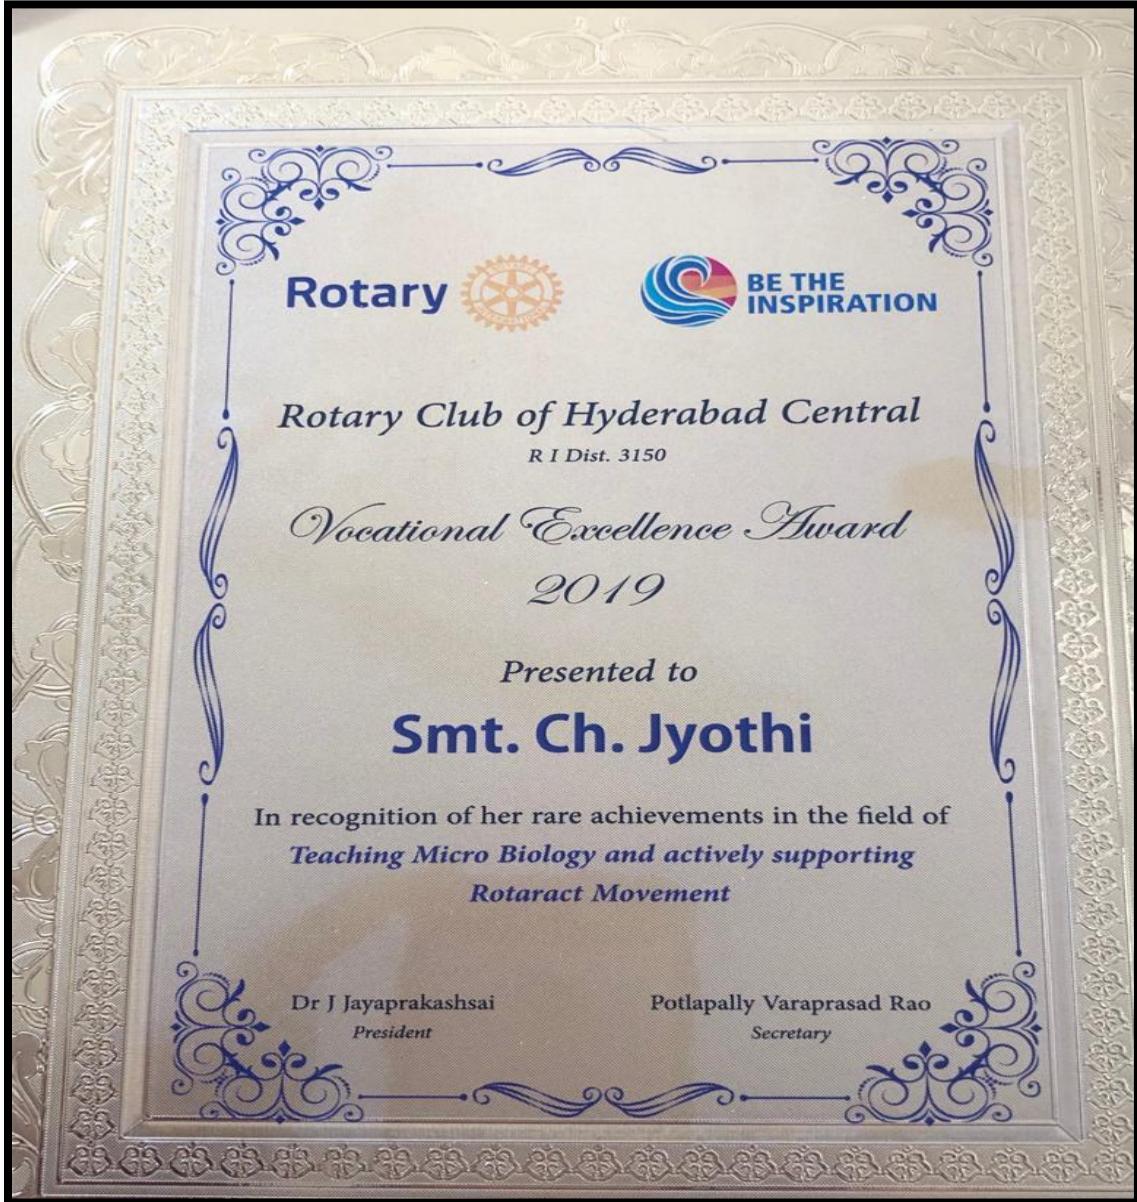 Rotary
BE THE
INSPIRATION
Rotary Club of Hyderabad Central
R I Dist. 3150
Vocational Excellence Award
2019
Presented to
Smt. Ch. Jyothi
In recognition of her rare achievements in the field of
Teaching Micro Biology and actively supporting
Rotaract Movement
Dr J Jayaprakashsai
President
Potlapally Varaprasad Rao
Secretary